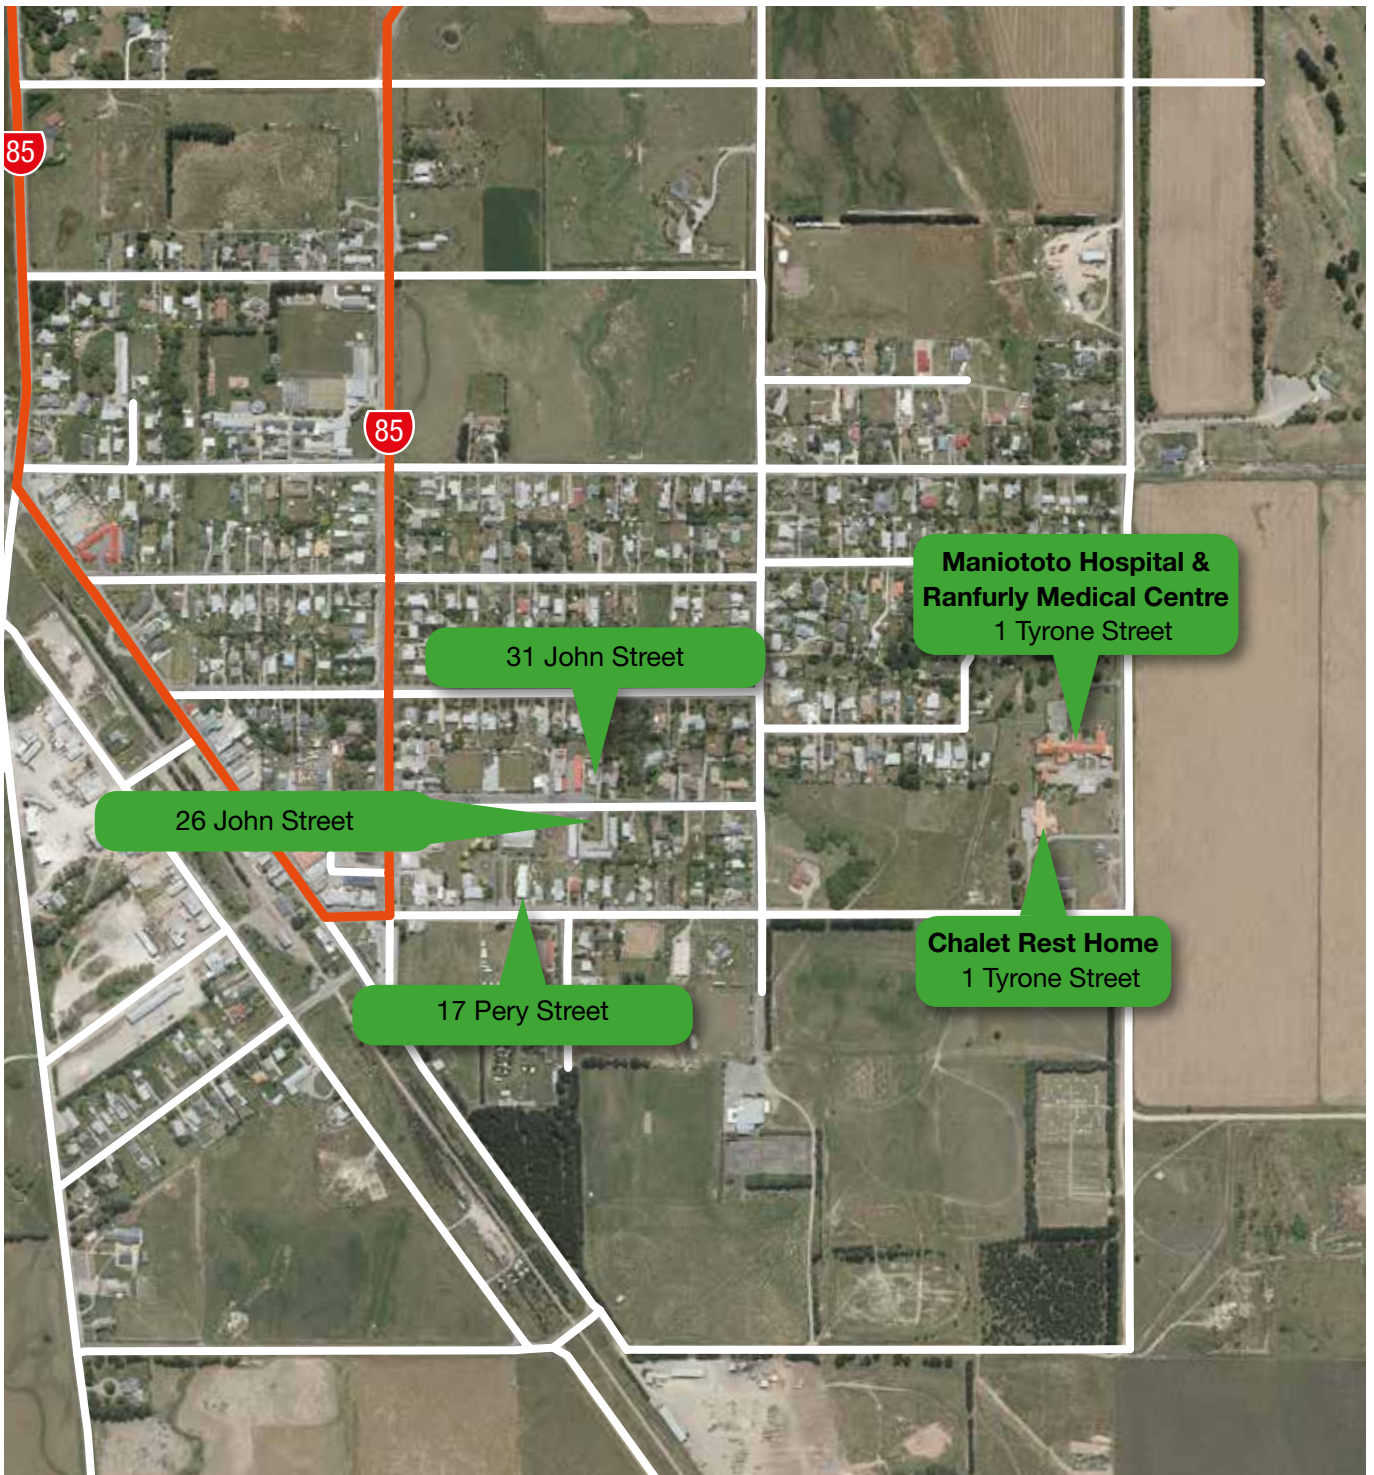 85
85
Maniototo Hospital &
Ranfurly Medical Centre
1 Tyrone Street
31 John Street
26 John Street
Chalet Rest Home
1 Tyrone Street
17 Pery Street